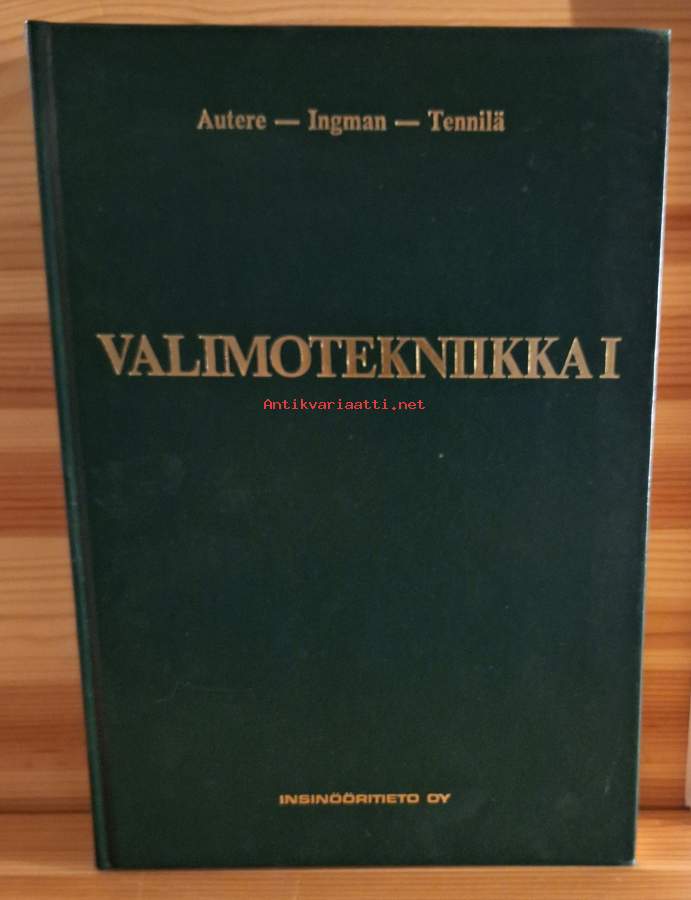 Autere — Ingman — Tennilä
VALIMOTEKNIIKKA I
Antikvariaatti.net
INSINÖÖRITIETO OY